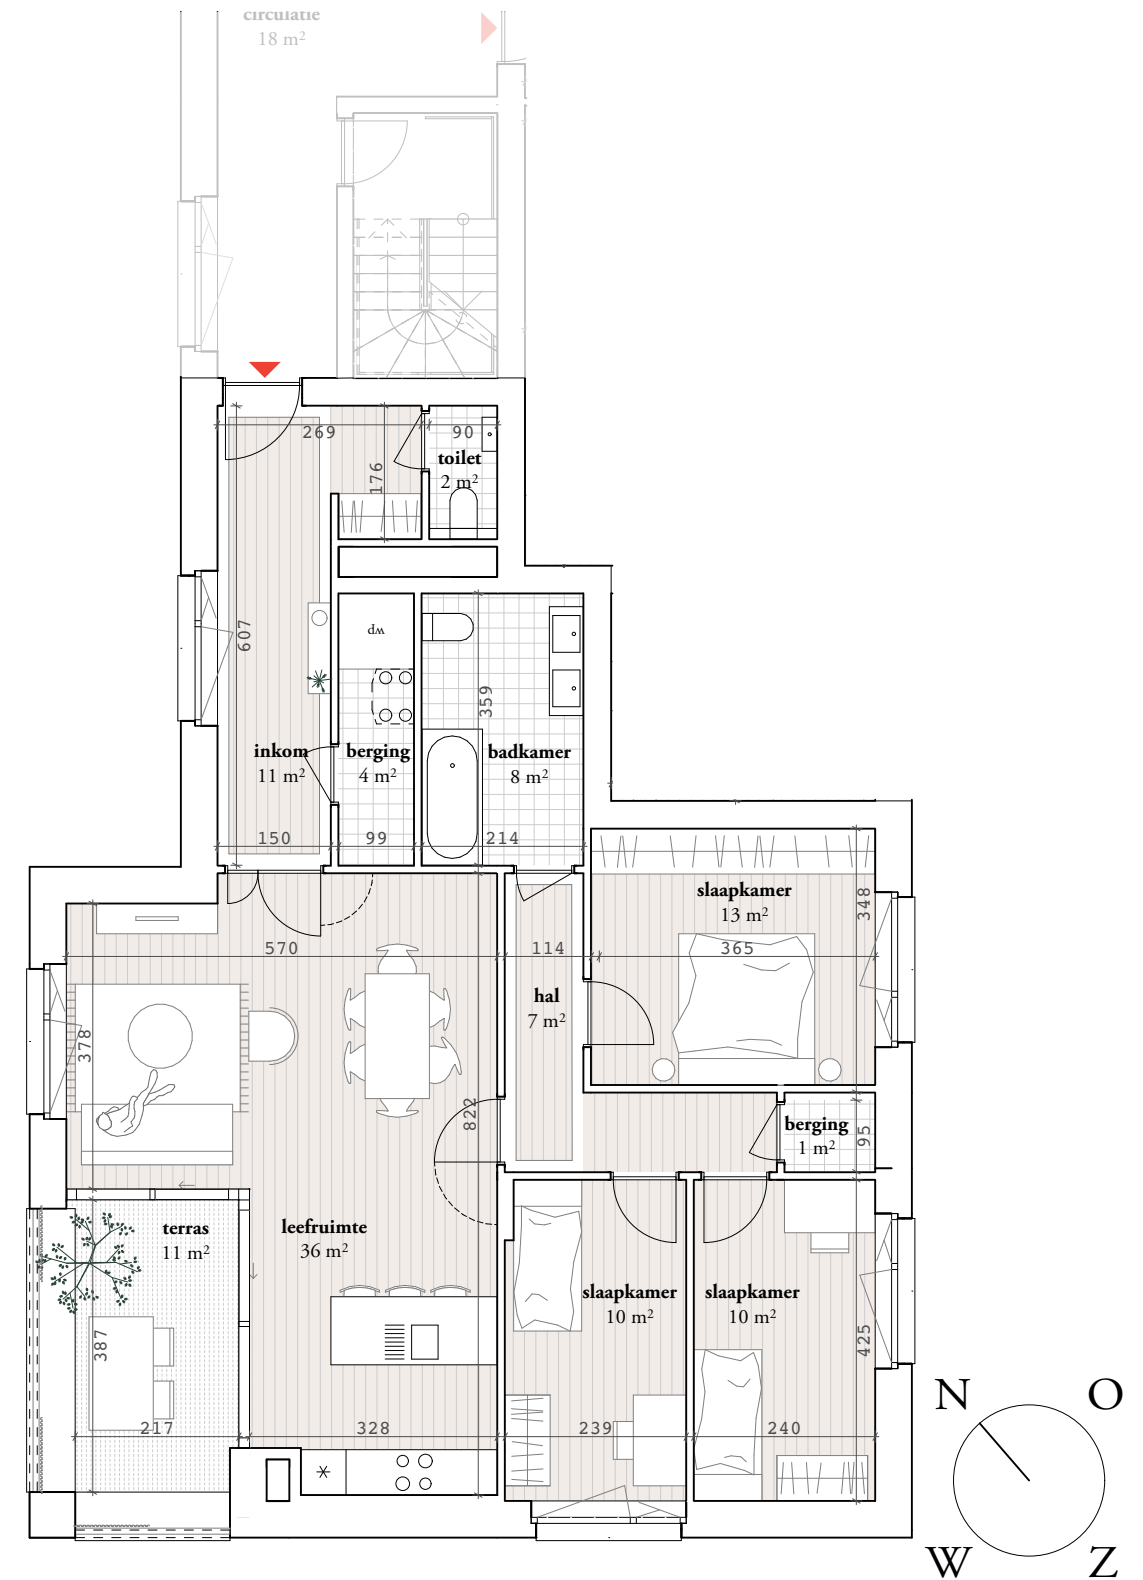 circulatie
18 m²
269
90
toilet
2 m²
176
wp
607
359
inkom
11 m²
berging
4 m²
badkamer
8 m²
150
99
214
slaapkamer
13 m²
348
570
114
365
hal
7 m²
378
822
berging
1 m²
95
terras
11 m²
leefruimte
36 m²
slaapkamer
10 m²
slaapkamer
10 m²
387
425
217
328
239
240
N
O
W
Z